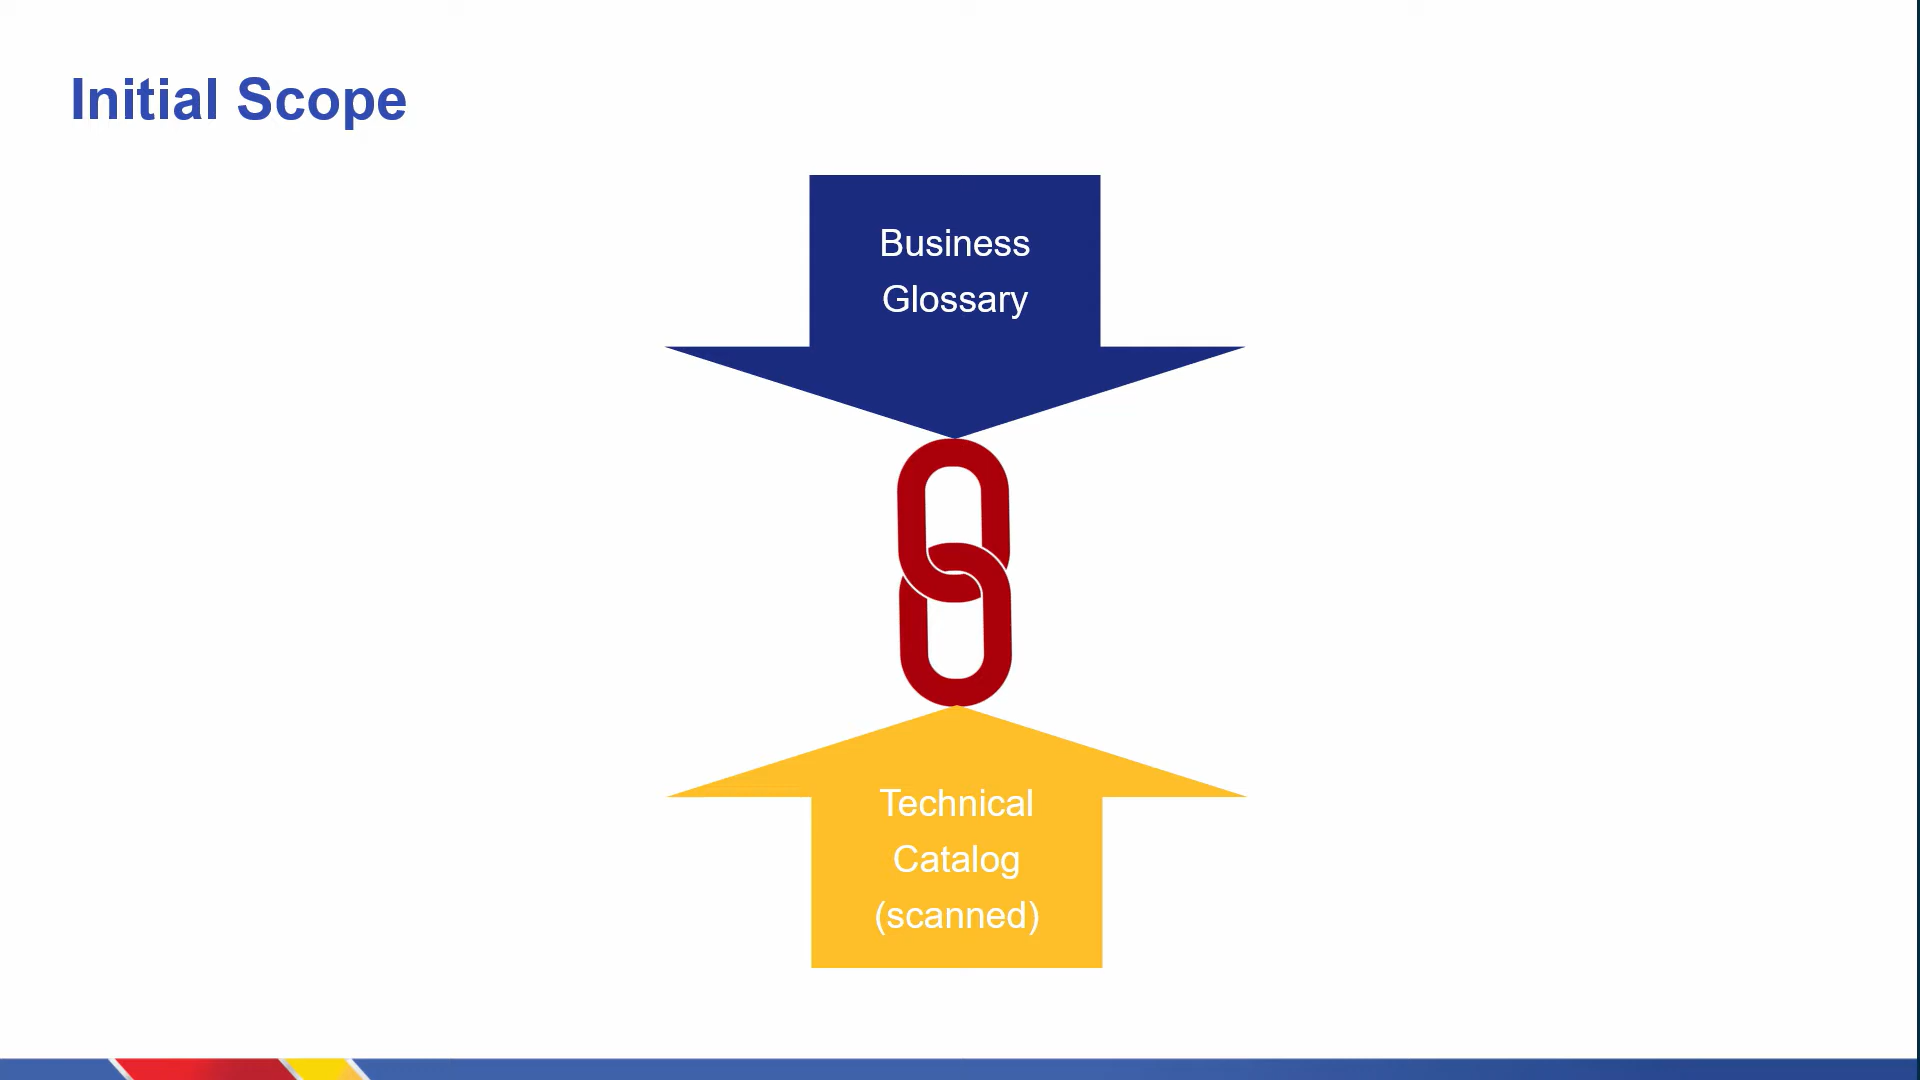 Initial Scope
Business
Glossary
Technical
Catalog
(scanned)